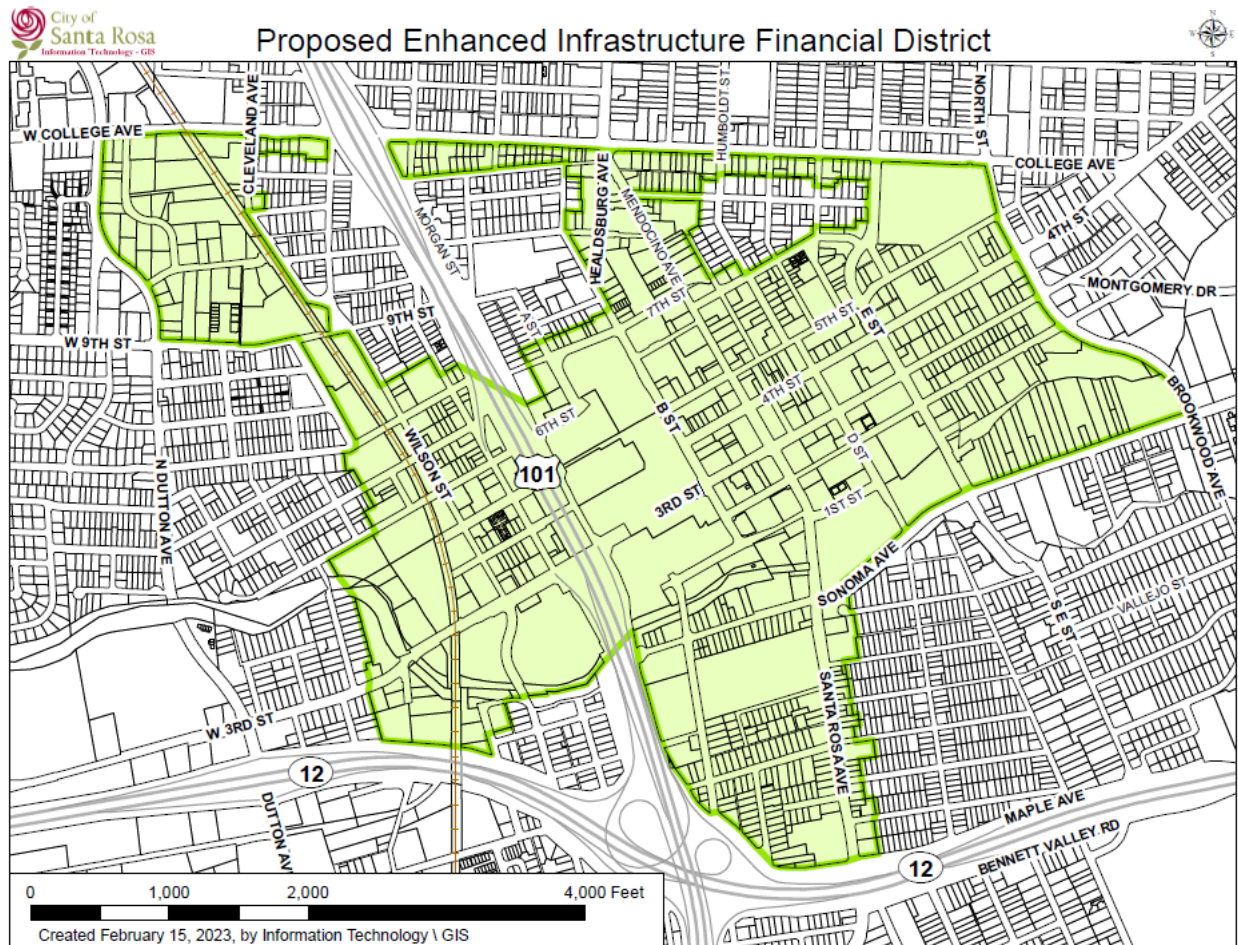 City of
Santa Rosa
Information Technology - GIS
Proposed Enhanced Infrastructure Financial District
N
W
E
S
W COLLEGE AVE
CLEVELAND AVE
HUMBOLDT ST
NORTH ST
COLLEGE AVE
HEALDSBURG AVE
MENDOCINO AVE
MORGAN ST
4TH ST
MONTGOMERY DR
7TH ST
A ST
9TH ST
5TH ST
E ST
W 9TH ST
4TH ST
BROOKWOOD AVE
6TH ST
B ST
D ST
WILSON ST
101
N DUTTON AVE
3RD ST
1ST ST
SONOMA AVE
S E ST
VALLEJO ST
SANTA ROSA AVE
W 3RD ST
12
DUTTON AV
MAPLE AVE
BENNETT VALLEY RD
12
0 1,000 2,000 4,000 Feet
Created February 15, 2023, by Information Technology \ GIS